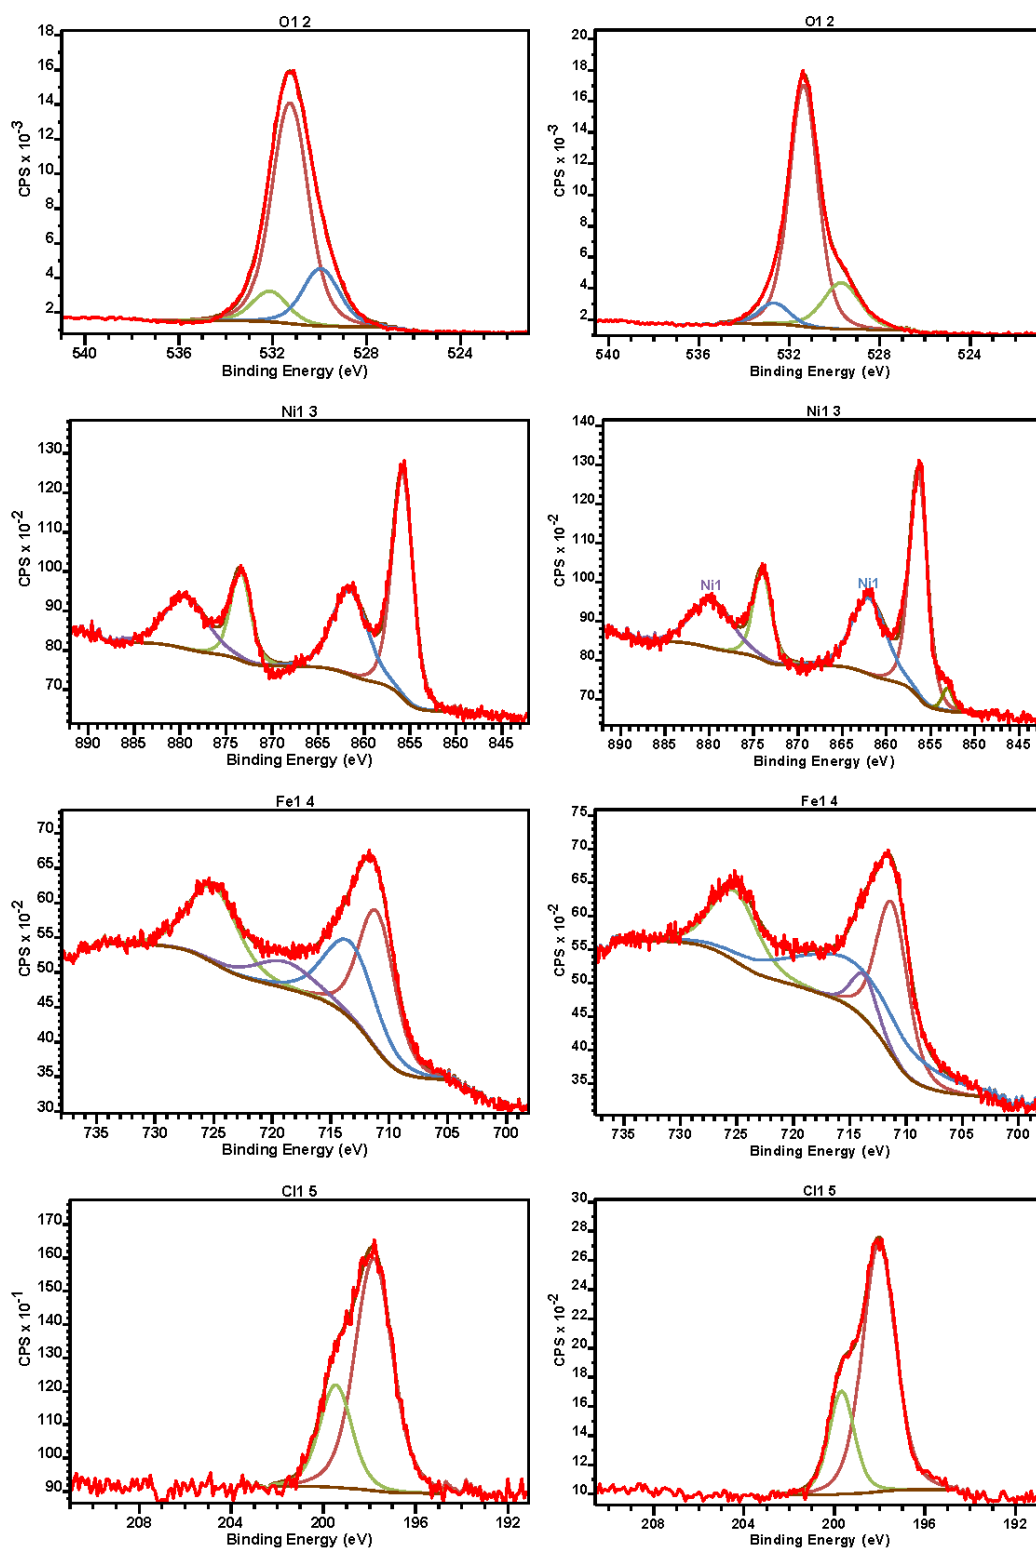 O1 2
CPS x 10-3
18
16
14
12
10
8
6
4
2
540 536 532 528 524
Binding Energy (eV)
O1 2
CPS x 10-3
20
18
16
14
12
10
8
6
4
2
540 536 532 528 524
Binding Energy (eV)
Ni1 3
CPS x 10-2
130
120
110
100
90
80
70
890 885 880 875 870 865 860 855 850 845
Binding Energy (eV)
Ni1 3
CPS x 10-2
140
130
120
110
100
90
80
70
Ni1
Ni1
890 885 880 875 870 865 860 855 850 845
Binding Energy (eV)
Fe1 4
CPS x 10-2
70
65
60
55
50
45
40
35
30
735 730 725 720 715 710 705 700
Binding Energy (eV)
Fe1 4
CPS x 10-2
75
70
65
60
55
50
45
40
35
735 730 725 720 715 710 705 700
Binding Energy (eV)
Cl1 5
CPS x 10-1
170
160
150
140
130
120
110
100
90
208 204 200 196 192
Binding Energy (eV)
Cl1 5
CPS x 10-2
30
28
26
24
22
20
18
16
14
12
10
208 204 200 196 192
Binding Energy (eV)